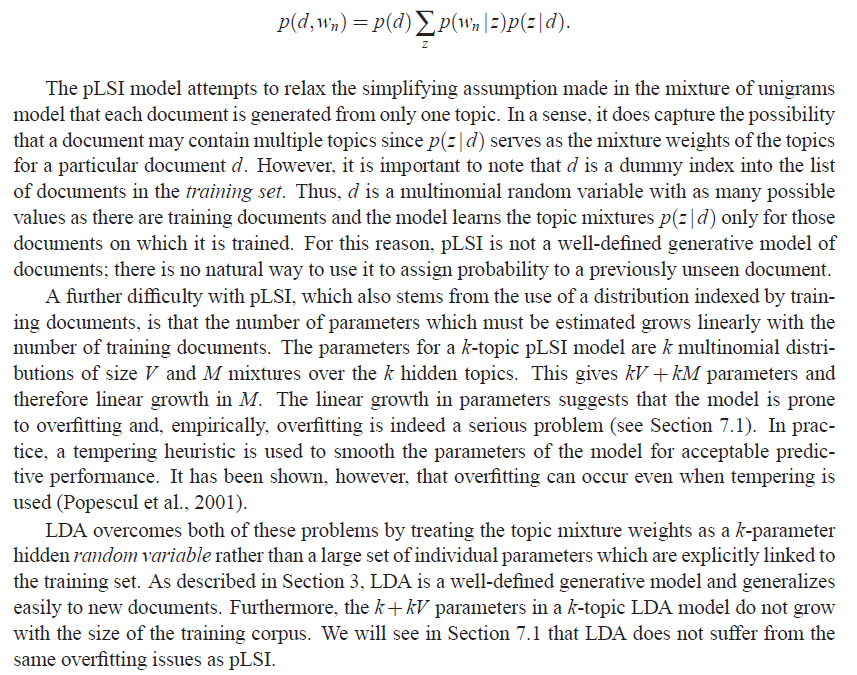 p(d, wₙ) = p(d) ∑ p(wₙ | z)p(z | d).
z
The pLSI model attempts to relax the simplifying assumption made in the mixture of unigrams
model that each document is generated from only one topic. In a sense, it does capture the possibility
that a document may contain multiple topics since p(z | d) serves as the mixture weights of the topics
for a particular document d. However, it is important to note that d is a dummy index into the list
of documents in the training set. Thus, d is a multinomial random variable with as many possible
values as there are training documents and the model learns the topic mixtures p(z | d) only for those
documents on which it is trained. For this reason, pLSI is not a well-defined generative model of
documents; there is no natural way to use it to assign probability to a previously unseen document.
A further difficulty with pLSI, which also stems from the use of a distribution indexed by train-
ing documents, is that the number of parameters which must be estimated grows linearly with the
number of training documents. The parameters for a k-topic pLSI model are k multinomial distri-
butions of size V and M mixtures over the k hidden topics. This gives kV + kM parameters and
therefore linear growth in M. The linear growth in parameters suggests that the model is prone
to overfitting and, empirically, overfitting is indeed a serious problem (see Section 7.1). In prac-
tice, a tempering heuristic is used to smooth the parameters of the model for acceptable predic-
tive performance. It has been shown, however, that overfitting can occur even when tempering is
used (Popescul et al., 2001).
LDA overcomes both of these problems by treating the topic mixture weights as a k-parameter
hidden random variable rather than a large set of individual parameters which are explicitly linked to
the training set. As described in Section 3, LDA is a well-defined generative model and generalizes
easily to new documents. Furthermore, the k + kV parameters in a k-topic LDA model do not grow
with the size of the training corpus. We will see in Section 7.1 that LDA does not suffer from the
same overfitting issues as pLSI.